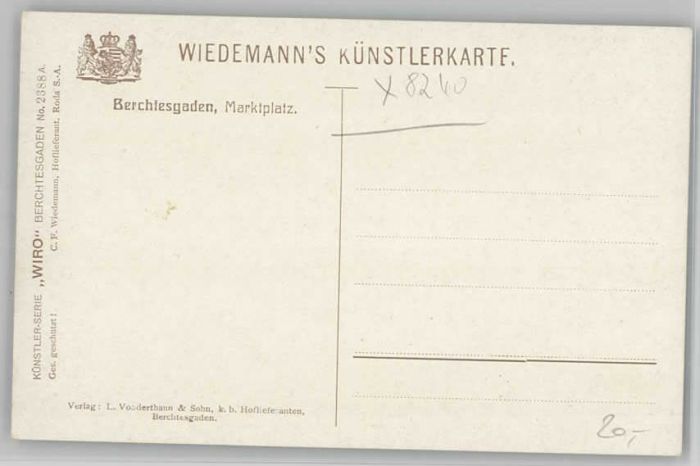 WIEDEMANN'S KÜNSTLERKARTE.
x 8240
Berchtesgaden, Marktplatz.
KÜNSTLER-SERIE „WIRO" BERCHTESGADEN No. 2388 A.
Ges. geschützt! C. F. Wiedemann, Hoflieferant, Roda S.-A.
Verlag: L. Vonderthann & Sohn, k. b. Hoflieferanten,
Berchtesgaden.
20,-